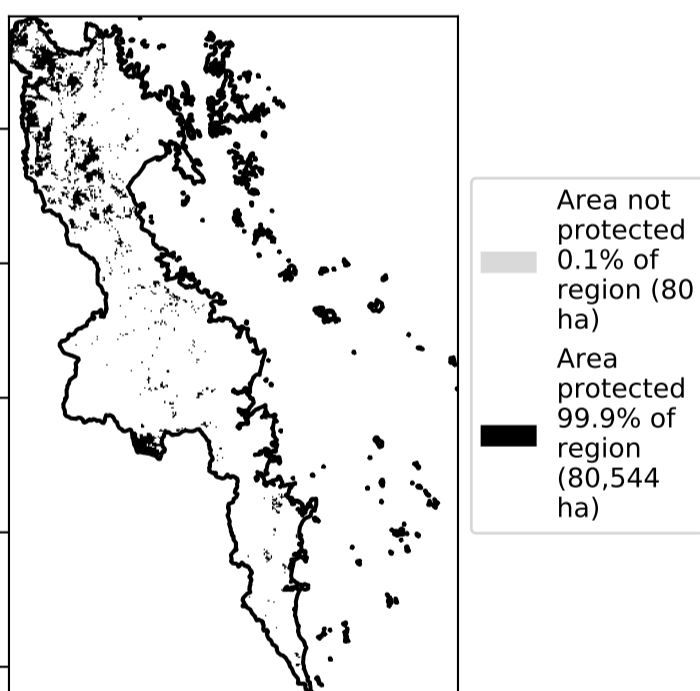 Area not
protected
0.1% of
region (80
ha)
Area
protected
99.9% of
region
(80,544
ha)